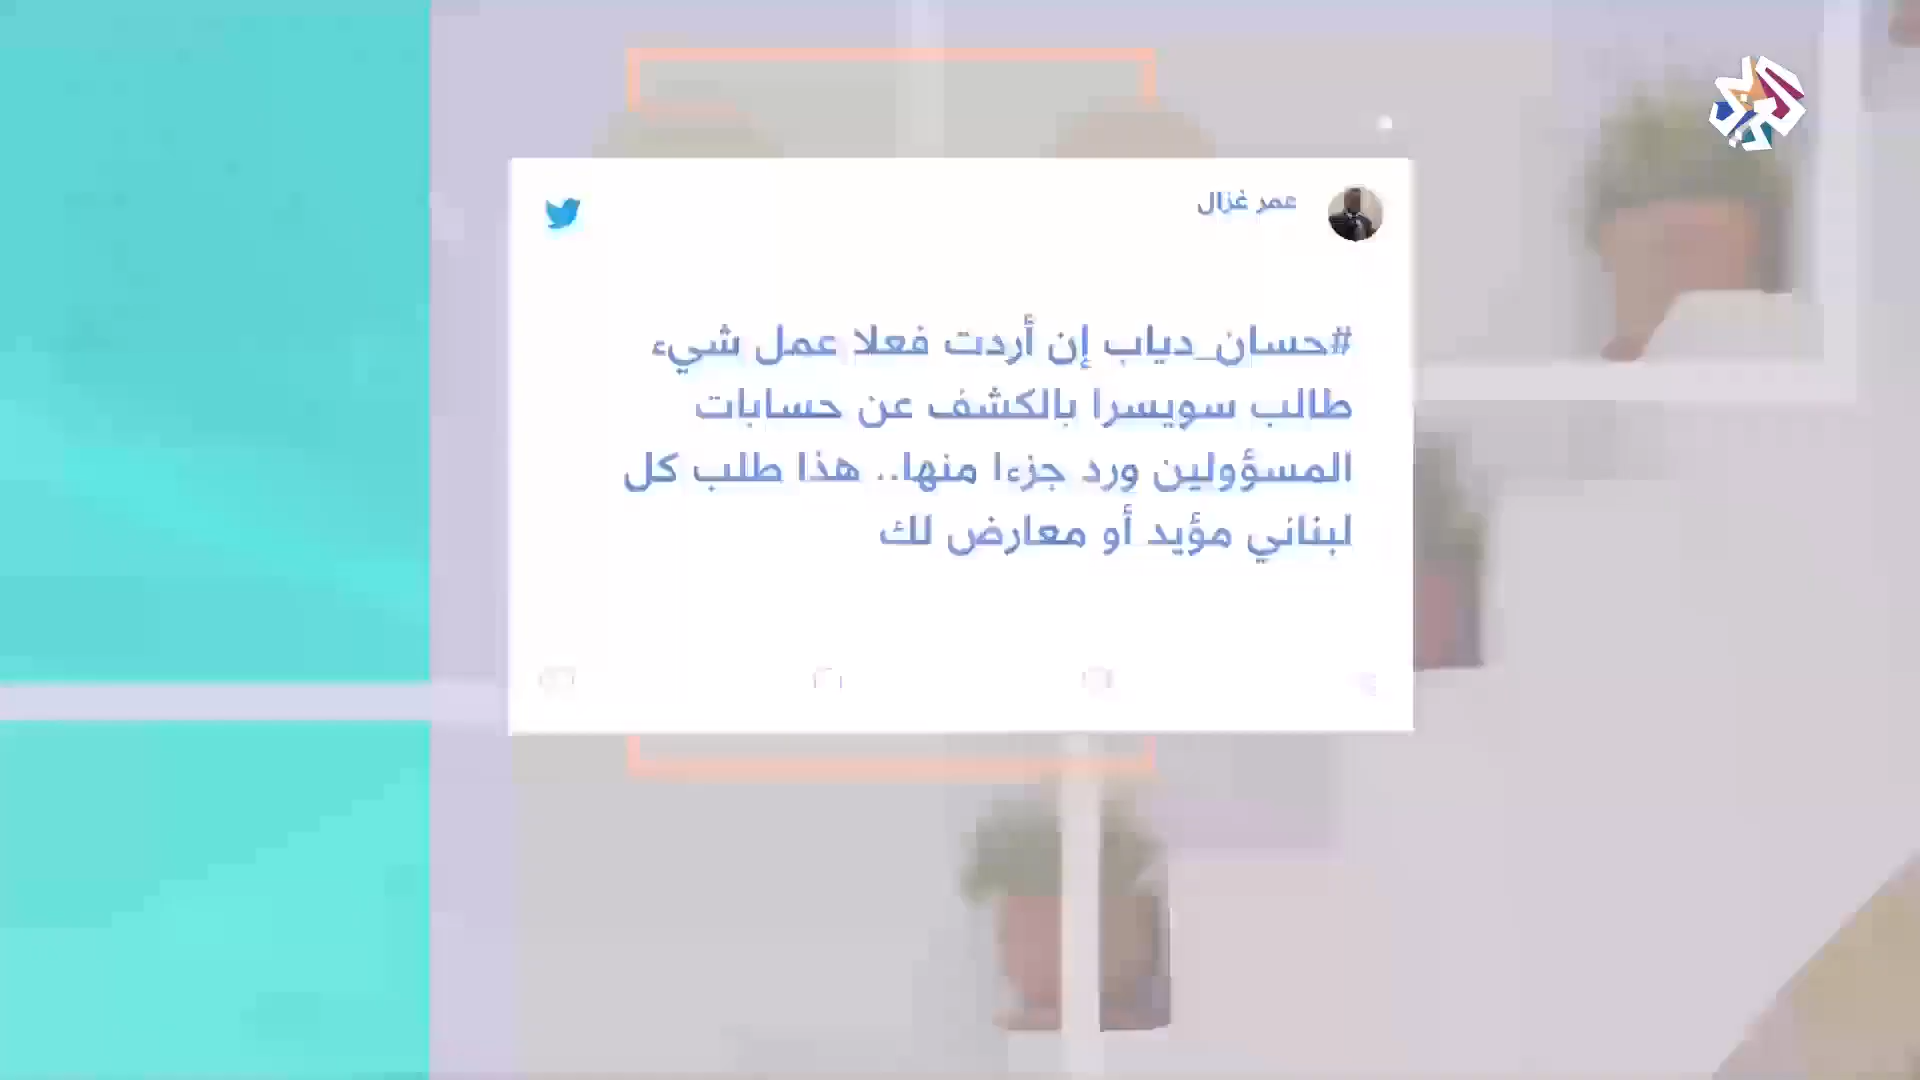 عمر غزال
#حسان_دياب إن أردت فعلا عمل شيء
طالب سويسرا بالكشف عن حسابات
المسؤولين ورد جزءا منها.. هذا طلب كل
لبناني مؤيد أو معارض لك